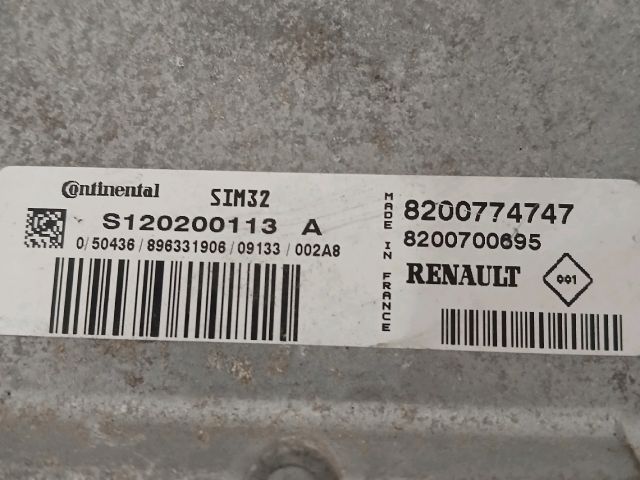 Continental SIM32
S120200113 A
0/50436/896331906/09133/002A8
MADE IN FRANCE
8200774747
8200700695
RENAULT 001